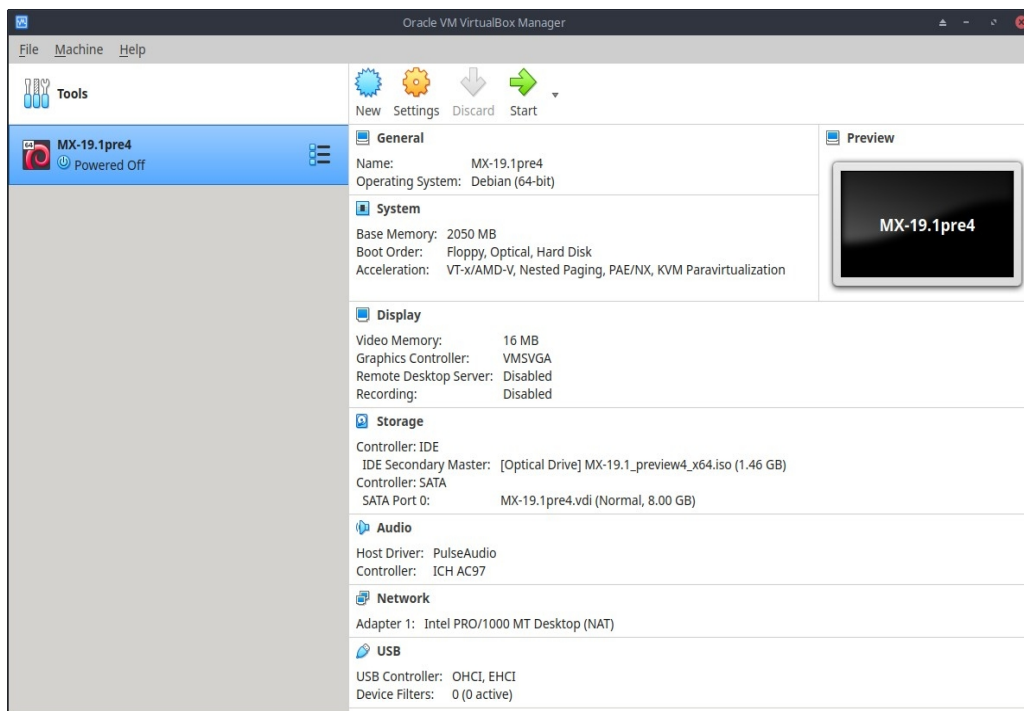 Oracle VM VirtualBox Manager
File Machine Help
Tools
New Settings Discard Start
64 MX-19.1pre4
Powered Off
General
Name: MX-19.1pre4
Operating System: Debian (64-bit)
Preview
MX-19.1pre4
System
Base Memory: 2050 MB
Boot Order: Floppy, Optical, Hard Disk
Acceleration: VT-x/AMD-V, Nested Paging, PAE/NX, KVM Paravirtualization
Display
Video Memory: 16 MB
Graphics Controller: VMSVGA
Remote Desktop Server: Disabled
Recording: Disabled
Storage
Controller: IDE
IDE Secondary Master: [Optical Drive] MX-19.1_preview4_x64.iso (1.46 GB)
Controller: SATA
SATA Port 0: MX-19.1pre4.vdi (Normal, 8.00 GB)
Audio
Host Driver: PulseAudio
Controller: ICH AC97
Network
Adapter 1: Intel PRO/1000 MT Desktop (NAT)
USB
USB Controller: OHCI, EHCI
Device Filters: 0 (0 active)